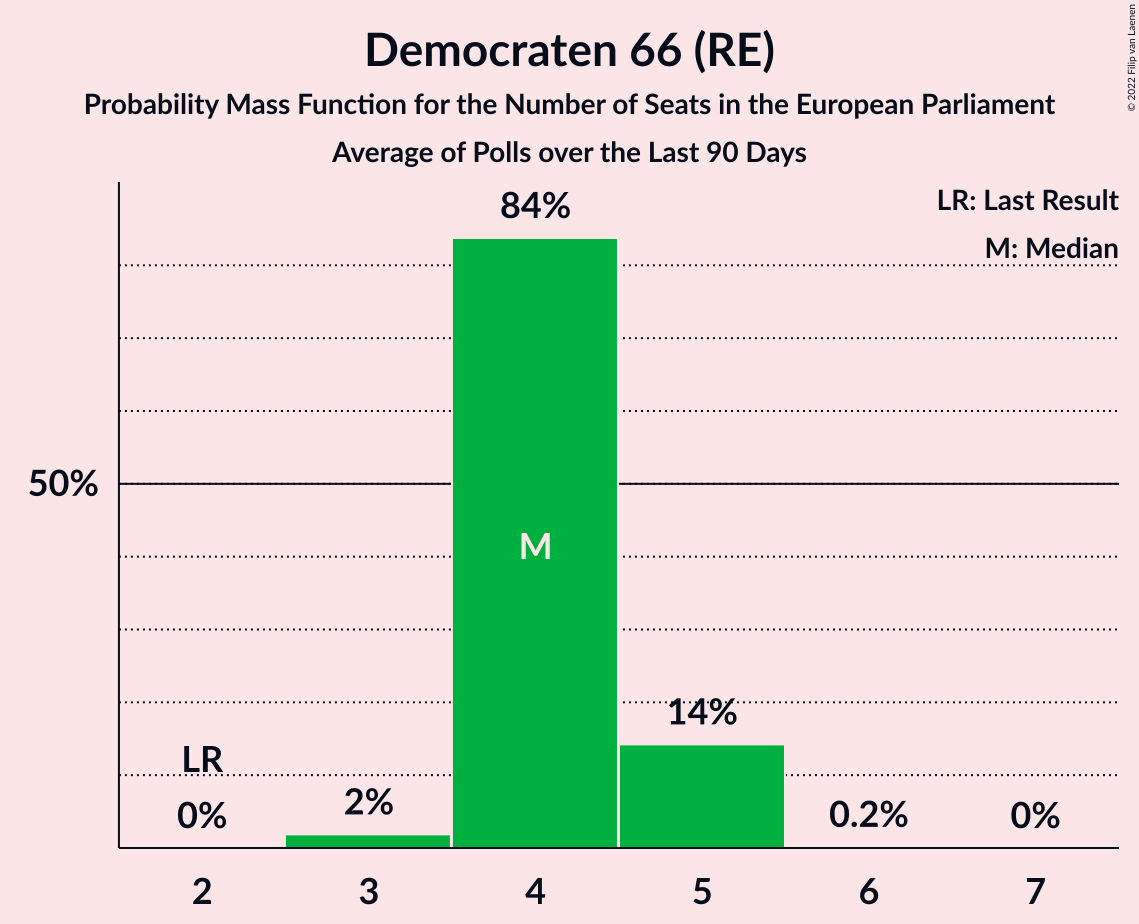 Democraten 66 (RE)
Probability Mass Function for the Number of Seats in the European Parliament
Average of Polls over the Last 90 Days
© 2022 Filip van Laenen
LR: Last Result
M: Median
84%
50%
M
14%
LR
0%
2%
0.2%
0%
2 3 4 5 6 7